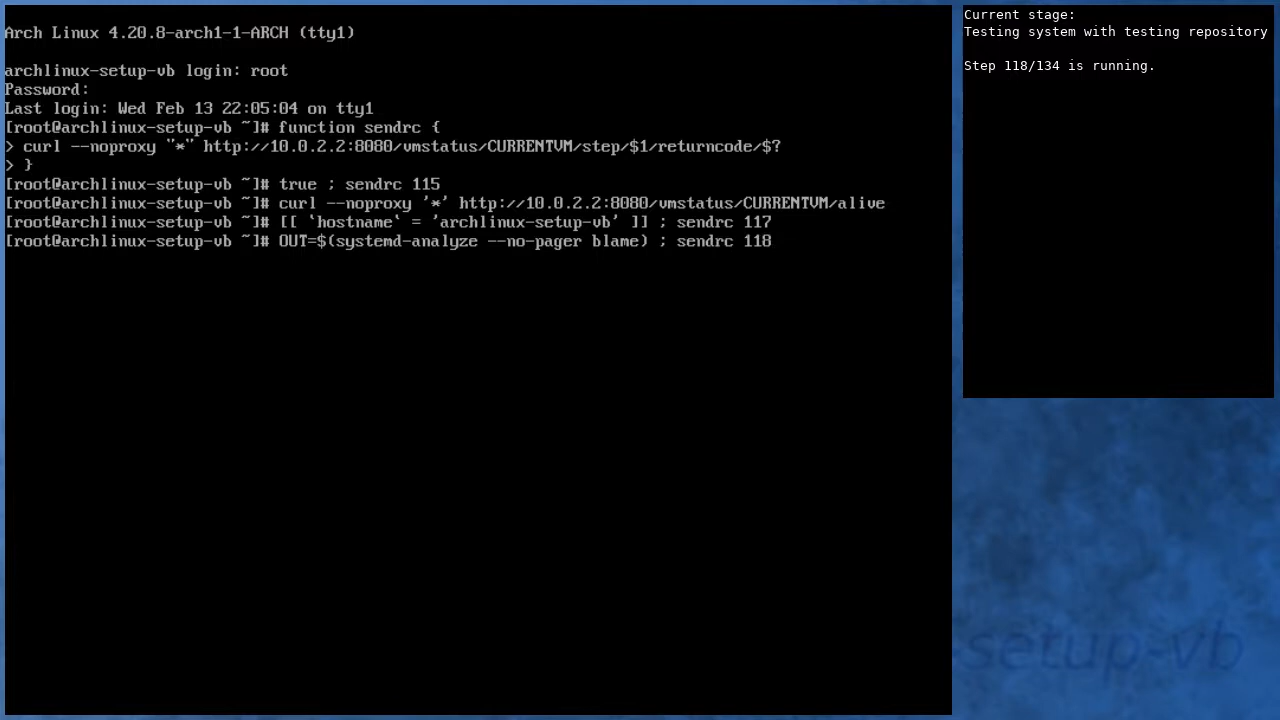 Arch Linux 4.20.8-arch1-1-ARCH (tty1)
archlinux-setup-vb login: root
Password:
Last login: Wed Feb 13 22:05:04 on tty1
[root@archlinux-setup-vb ~]# function sendrc {
> curl --noproxy "*" http://10.0.2.2:8080/vmstatus/CURRENTVM/step/$1/returncode/$?
> }
[root@archlinux-setup-vb ~]# true ; sendrc 115
[root@archlinux-setup-vb ~]# curl --noproxy '*' http://10.0.2.2:8080/vmstatus/CURRENTVM/alive
[root@archlinux-setup-vb ~]# [[ `hostname` = 'archlinux-setup-vb' ]] ; sendrc 117
[root@archlinux-setup-vb ~]# OUT=$(systemd-analyze --no-pager blame) ; sendrc 118
Current stage:
Testing system with testing repository
Step 118/134 is running.
-setup-vb